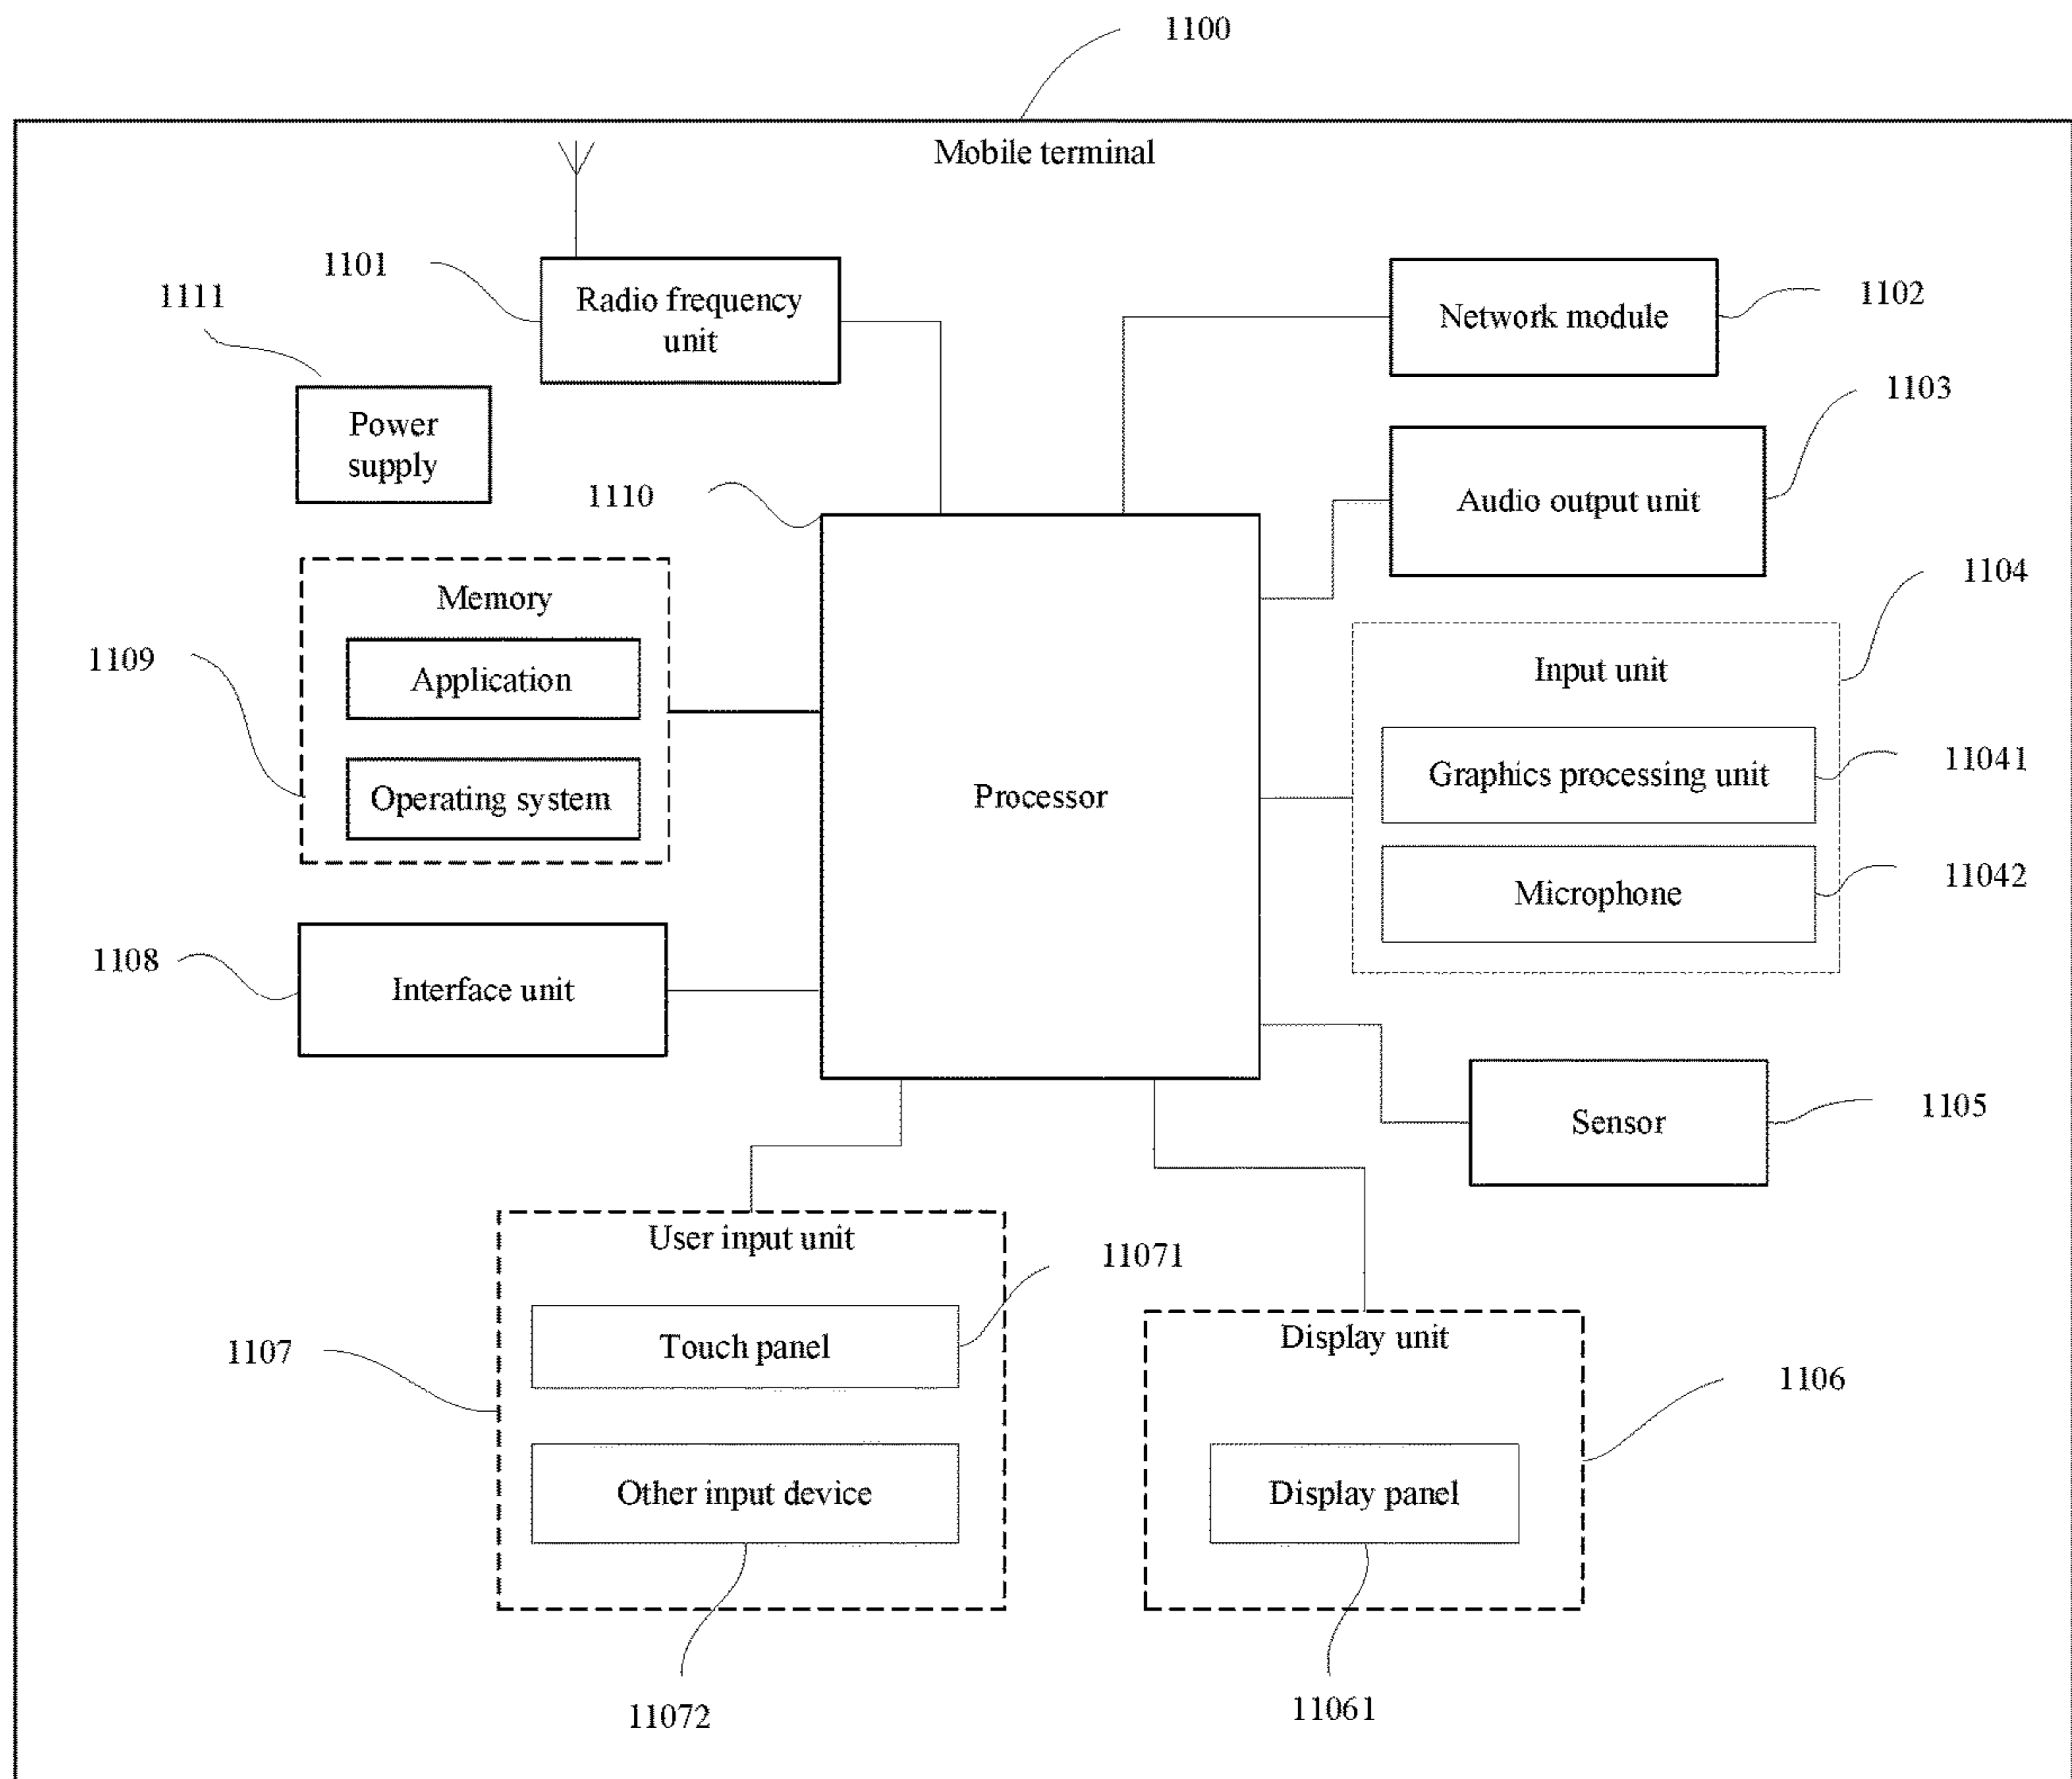 1100
Mobile terminal
1101
Radio frequency
unit
1111
Power
supply
Network module
1102
1103
Audio output unit
1110
Memory
Application
Operating system
1109
Processor
1104
Input unit
Graphics processing unit
11041
Microphone
11042
1108
Interface unit
Sensor
1105
User input unit
11071
Touch panel
1107
Other input device
11072
Display unit
1106
Display panel
11061